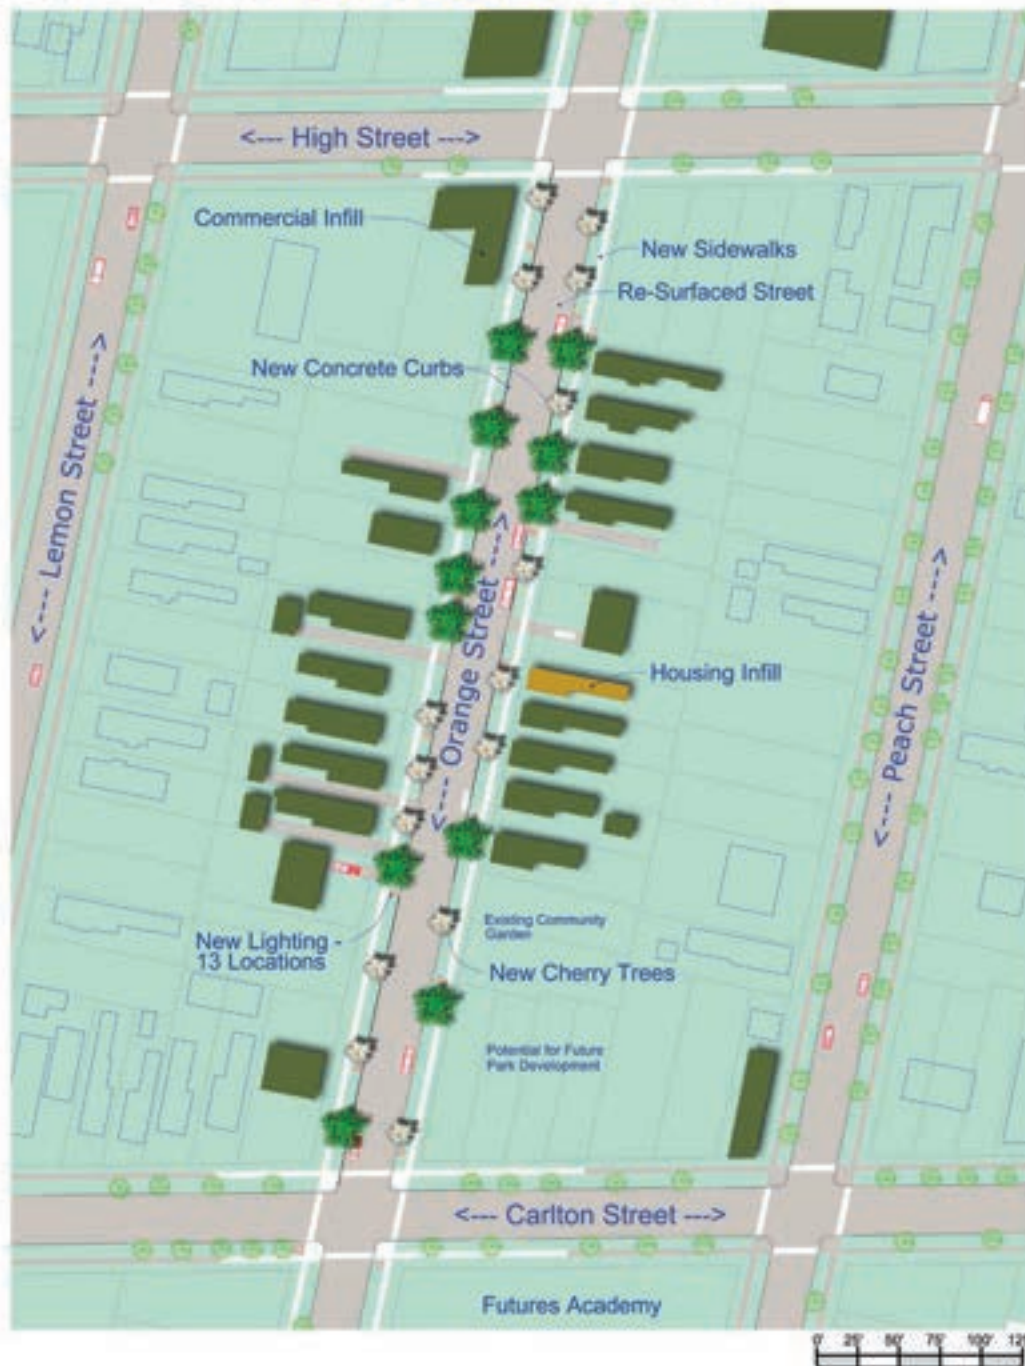 <--- High Street --->
Commercial Infill
New Sidewalks
Re-Surfaced Street
New Concrete Curbs
<---- Lemon Street ---->
<---- Orange Street ---->
<---- Peach Street ---->
Housing Infill
New Lighting -
13 Locations
Existing Community
Garden
New Cherry Trees
Potential for Future
Park Development
<--- Carlton Street --->
Futures Academy
0' 25' 50' 75' 100'